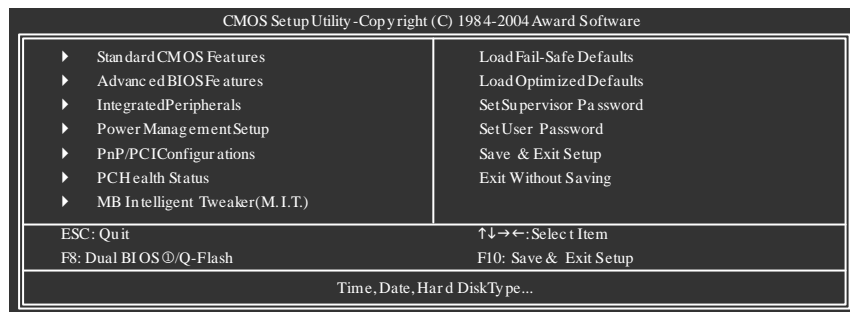 CMOS Setup Utility-Copyright (C) 1984-2004 Award Software
▶ Standard CMOS Features
▶ Advanced BIOS Features
▶ Integrated Peripherals
▶ Power Management Setup
▶ PnP/PCI Configurations
▶ PC Health Status
▶ MB Intelligent Tweaker(M.I.T.)
Load Fail-Safe Defaults
Load Optimized Defaults
Set Supervisor Password
Set User Password
Save & Exit Setup
Exit Without Saving
ESC: Quit
↑↓→←: Select Item
F8: Dual BIOS①/Q-Flash
F10: Save & Exit Setup
Time, Date, Hard Disk Type...